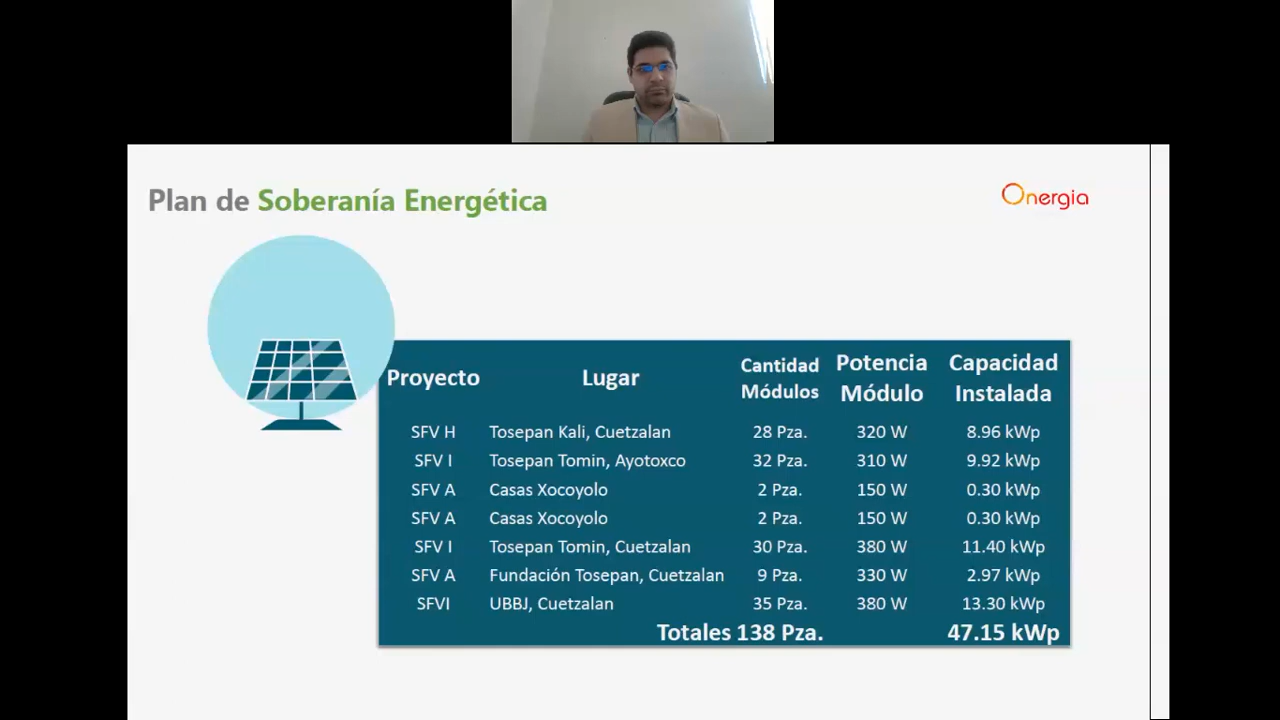 Plan de Soberanía Energética
Onergia
Proyecto Lugar Cantidad Módulos Potencia Módulo Capacidad Instalada
SFV H Tosepan Kali, Cuetzalan 28 Pza. 320 W 8.96 kWp
SFV I Tosepan Tomin, Ayotoxco 32 Pza. 310 W 9.92 kWp
SFV A Casas Xocoyolo 2 Pza. 150 W 0.30 kWp
SFV A Casas Xocoyolo 2 Pza. 150 W 0.30 kWp
SFV I Tosepan Tomin, Cuetzalan 30 Pza. 380 W 11.40 kWp
SFV A Fundación Tosepan, Cuetzalan 9 Pza. 330 W 2.97 kWp
SFVI UBBJ, Cuetzalan 35 Pza. 380 W 13.30 kWp
Totales 138 Pza. 47.15 kWp